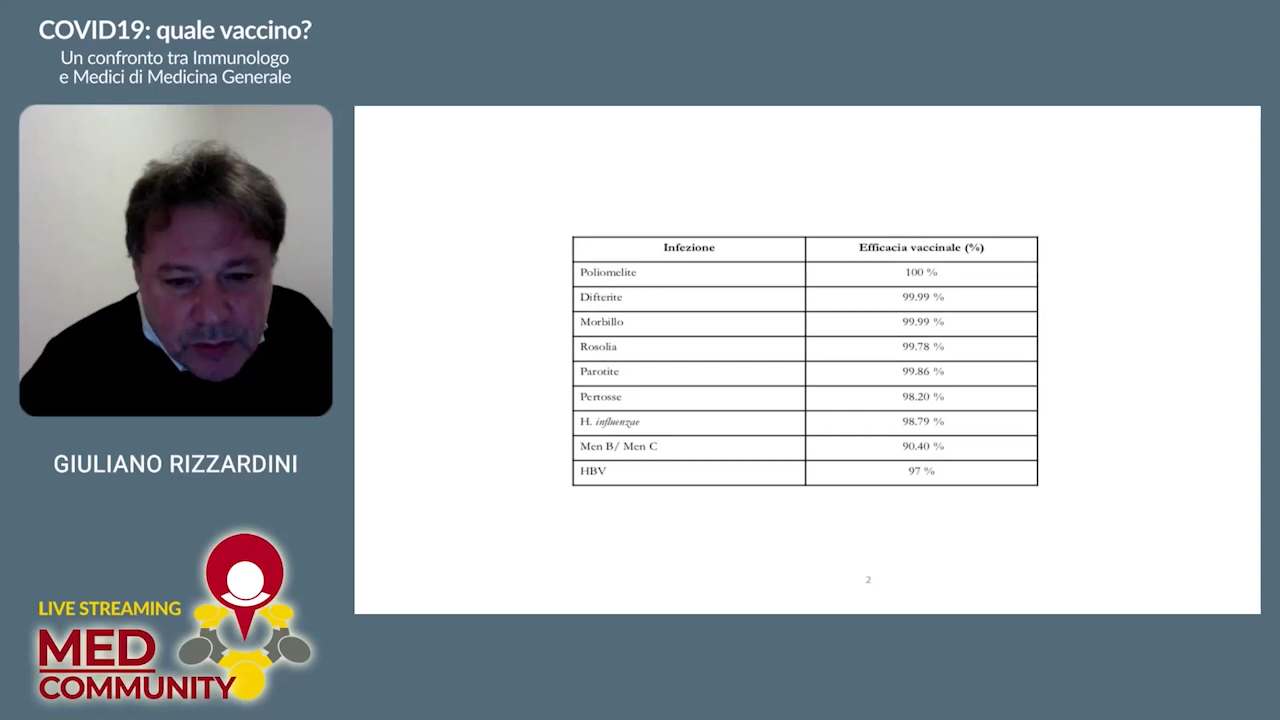 COVID19: quale vaccino?
Un confronto tra Immunologo
e Medici di Medicina Generale
GIULIANO RIZZARDINI
LIVE STREAMING
MED
COMMUNITY
Infezione Efficacia vaccinale (%)
Poliomelite 100 %
Difterite 99.99 %
Morbillo 99.99 %
Rosolia 99.78 %
Parotite 99.86 %
Pertosse 98.20 %
H. influenzae 98.79 %
Men B/ Men C 90.40 %
HBV 97 %
2